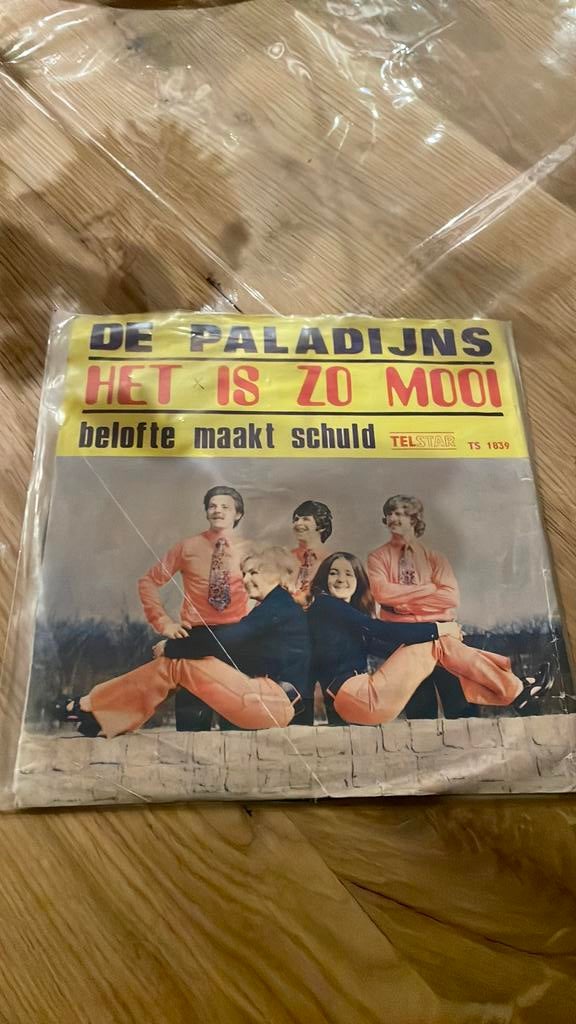 DE PALADIJNS
HET IS ZO MOOI
belofte maakt schuld TELSTAR TS 1839